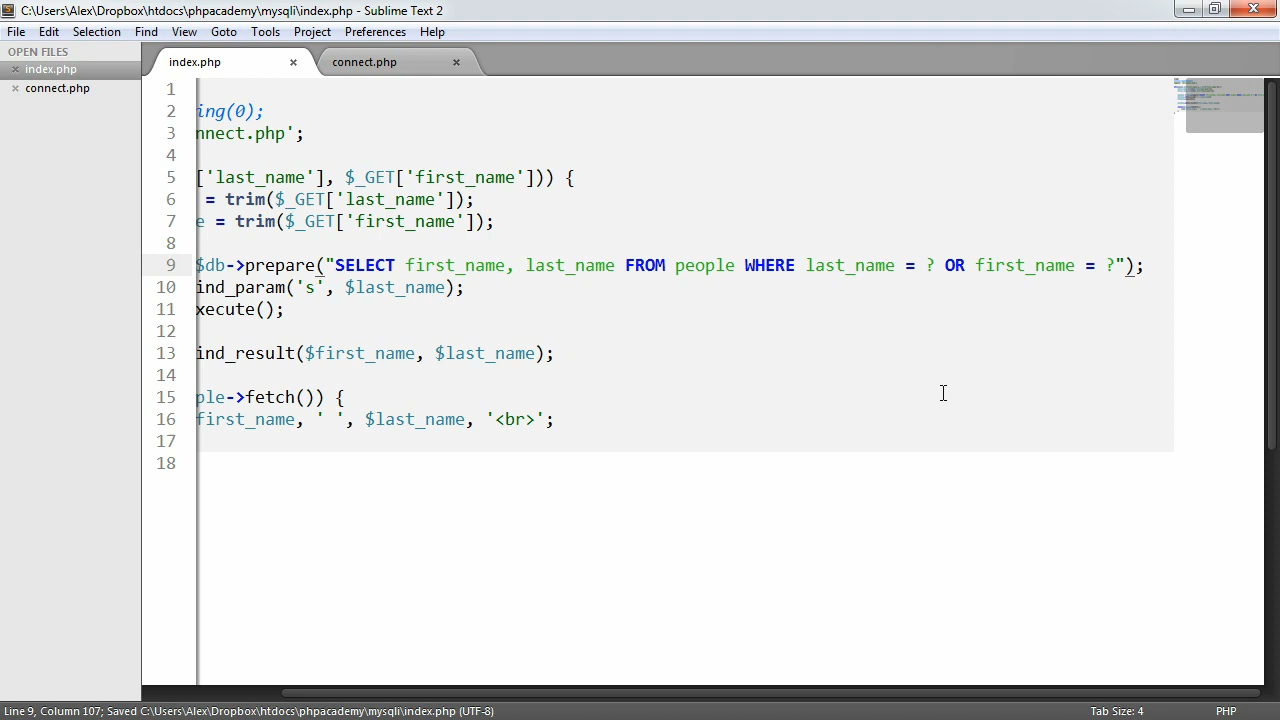 C:\Users\Alex\Dropbox\htdocs\phpacademy\mysqli\index.php - Sublime Text 2
File Edit Selection Find View Goto Tools Project Preferences Help
OPEN FILES
index.php
connect.php
index.php connect.php
1
2 ing(0);
3 nnect.php';
4
5 ['last_name'], $_GET['first_name'])) {
6 = trim($_GET['last_name']);
7 e = trim($_GET['first_name']);
8
9 $db->prepare("SELECT first_name, last_name FROM people WHERE last_name = ? OR first_name = ?");
10 ind_param('s', $last_name);
11 xecute();
12
13 ind_result($first_name, $last_name);
14
15 ple->fetch()) {
16 first_name, ' ', $last_name, '<br>';
17
18
Line 9, Column 107; Saved C:\Users\Alex\Dropbox\htdocs\phpacademy\mysqli\index.php (UTF-8) Tab Size: 4 PHP